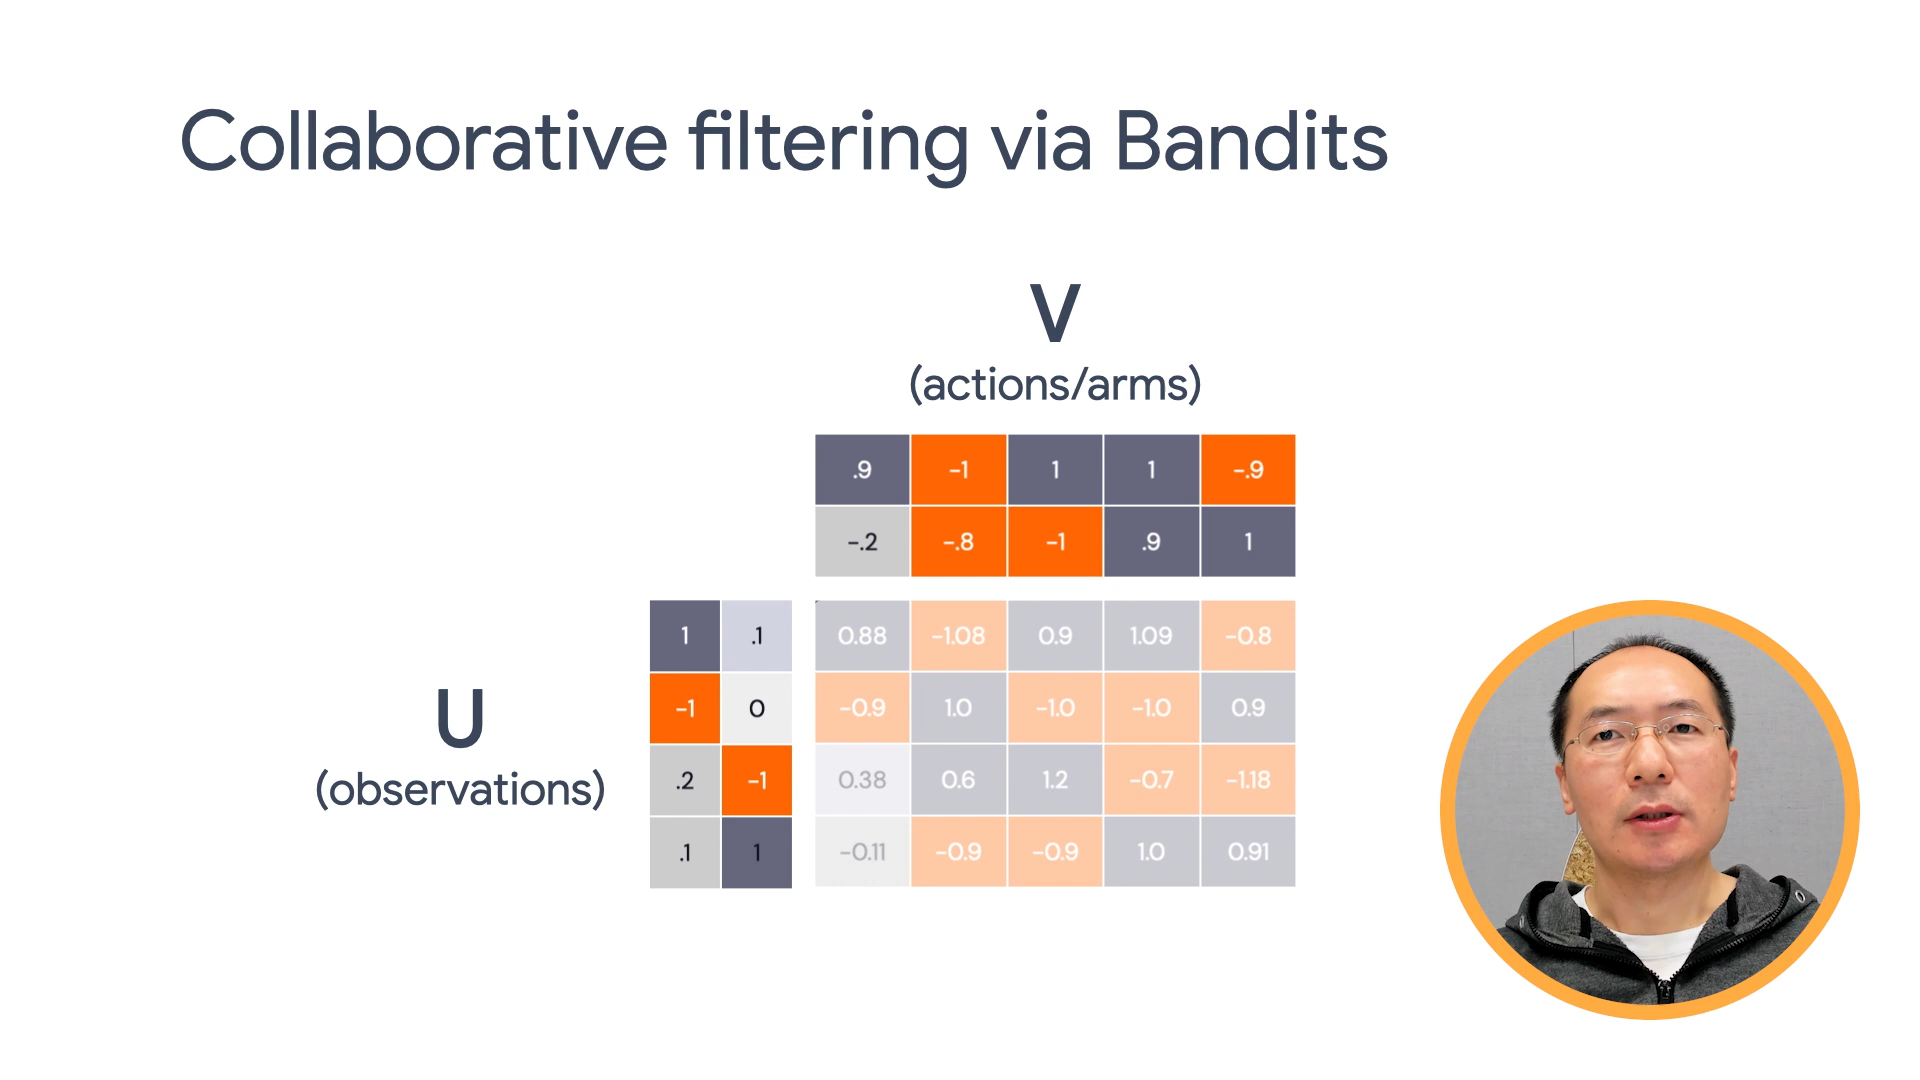 Collaborative filtering via Bandits
V
(actions/arms)
.9 -1 1 1 -.9
-.2 -.8 -1 .9 1
1 .1 0.88 -1.08 0.9 1.09 -0.8
-1 0 -0.9 1.0 -1.0 -1.0 0.9
U
(observations)
.2 -1 0.38 0.6 1.2 -0.7 -1.18
.1 1 -0.11 -0.9 -0.9 1.0 0.91